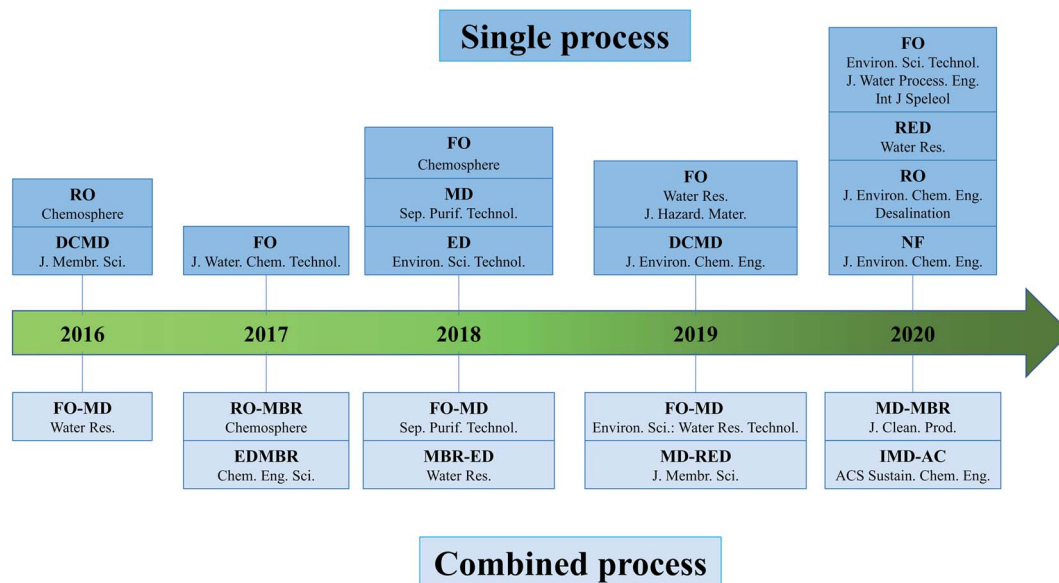 Single process
RO
Chemosphere
DCMD
J. Membr. Sci.
FO
J. Water. Chem. Technol.
FO
Chemosphere
MD
Sep. Purif. Technol.
ED
Environ. Sci. Technol.
FO
Water Res.
J. Hazard. Mater.
DCMD
J. Environ. Chem. Eng.
FO
Environ. Sci. Technol.
J. Water Process. Eng.
Int J Speleol
RED
Water Res.
RO
J. Environ. Chem. Eng.
Desalination
NF
J. Environ. Chem. Eng.
2016 2017 2018 2019 2020
FO-MD
Water Res.
RO-MBR
Chemosphere
EDMBR
Chem. Eng. Sci.
FO-MD
Sep. Purif. Technol.
MBR-ED
Water Res.
FO-MD
Environ. Sci.: Water Res. Technol.
MD-RED
J. Membr. Sci.
MD-MBR
J. Clean. Prod.
IMD-AC
ACS Sustain. Chem. Eng.
Combined process